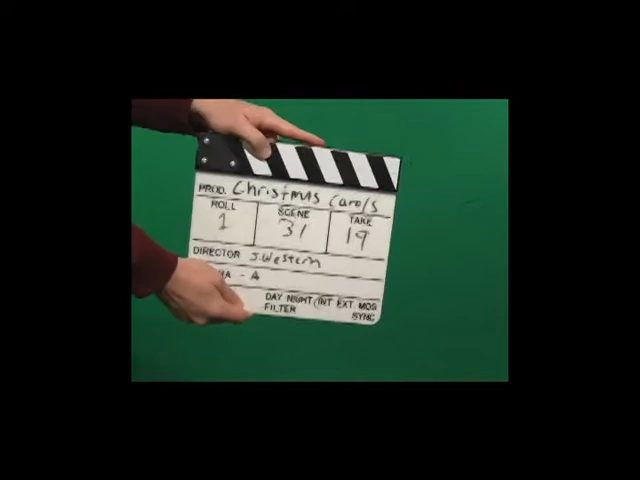 PROD. Christmas Carols
ROLL SCENE TAKE
1 31 19
DIRECTOR J. Western
- A
DAY NIGHT INT EXT MOS
FILTER SYNC